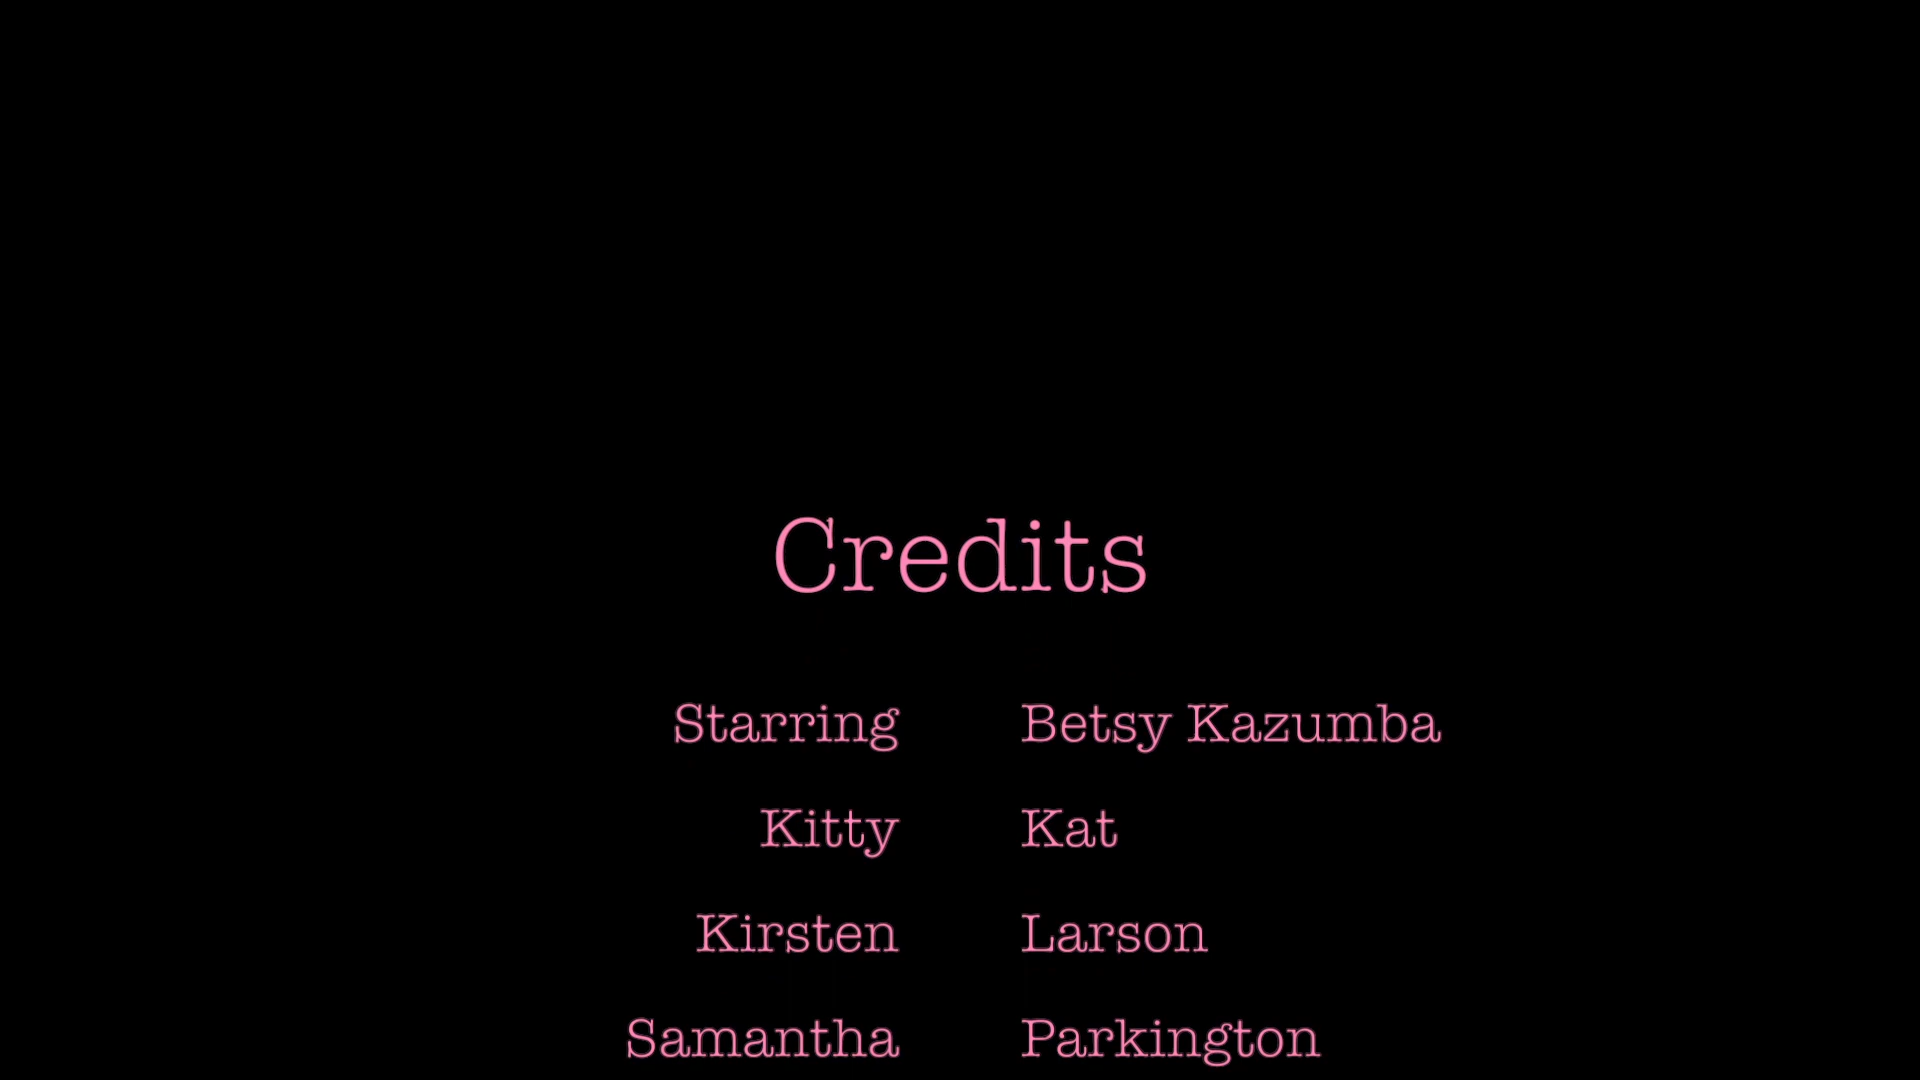 Credits
Starring Betsy Kazumba
Kitty Kat
Kirsten Larson
Samantha Parkington